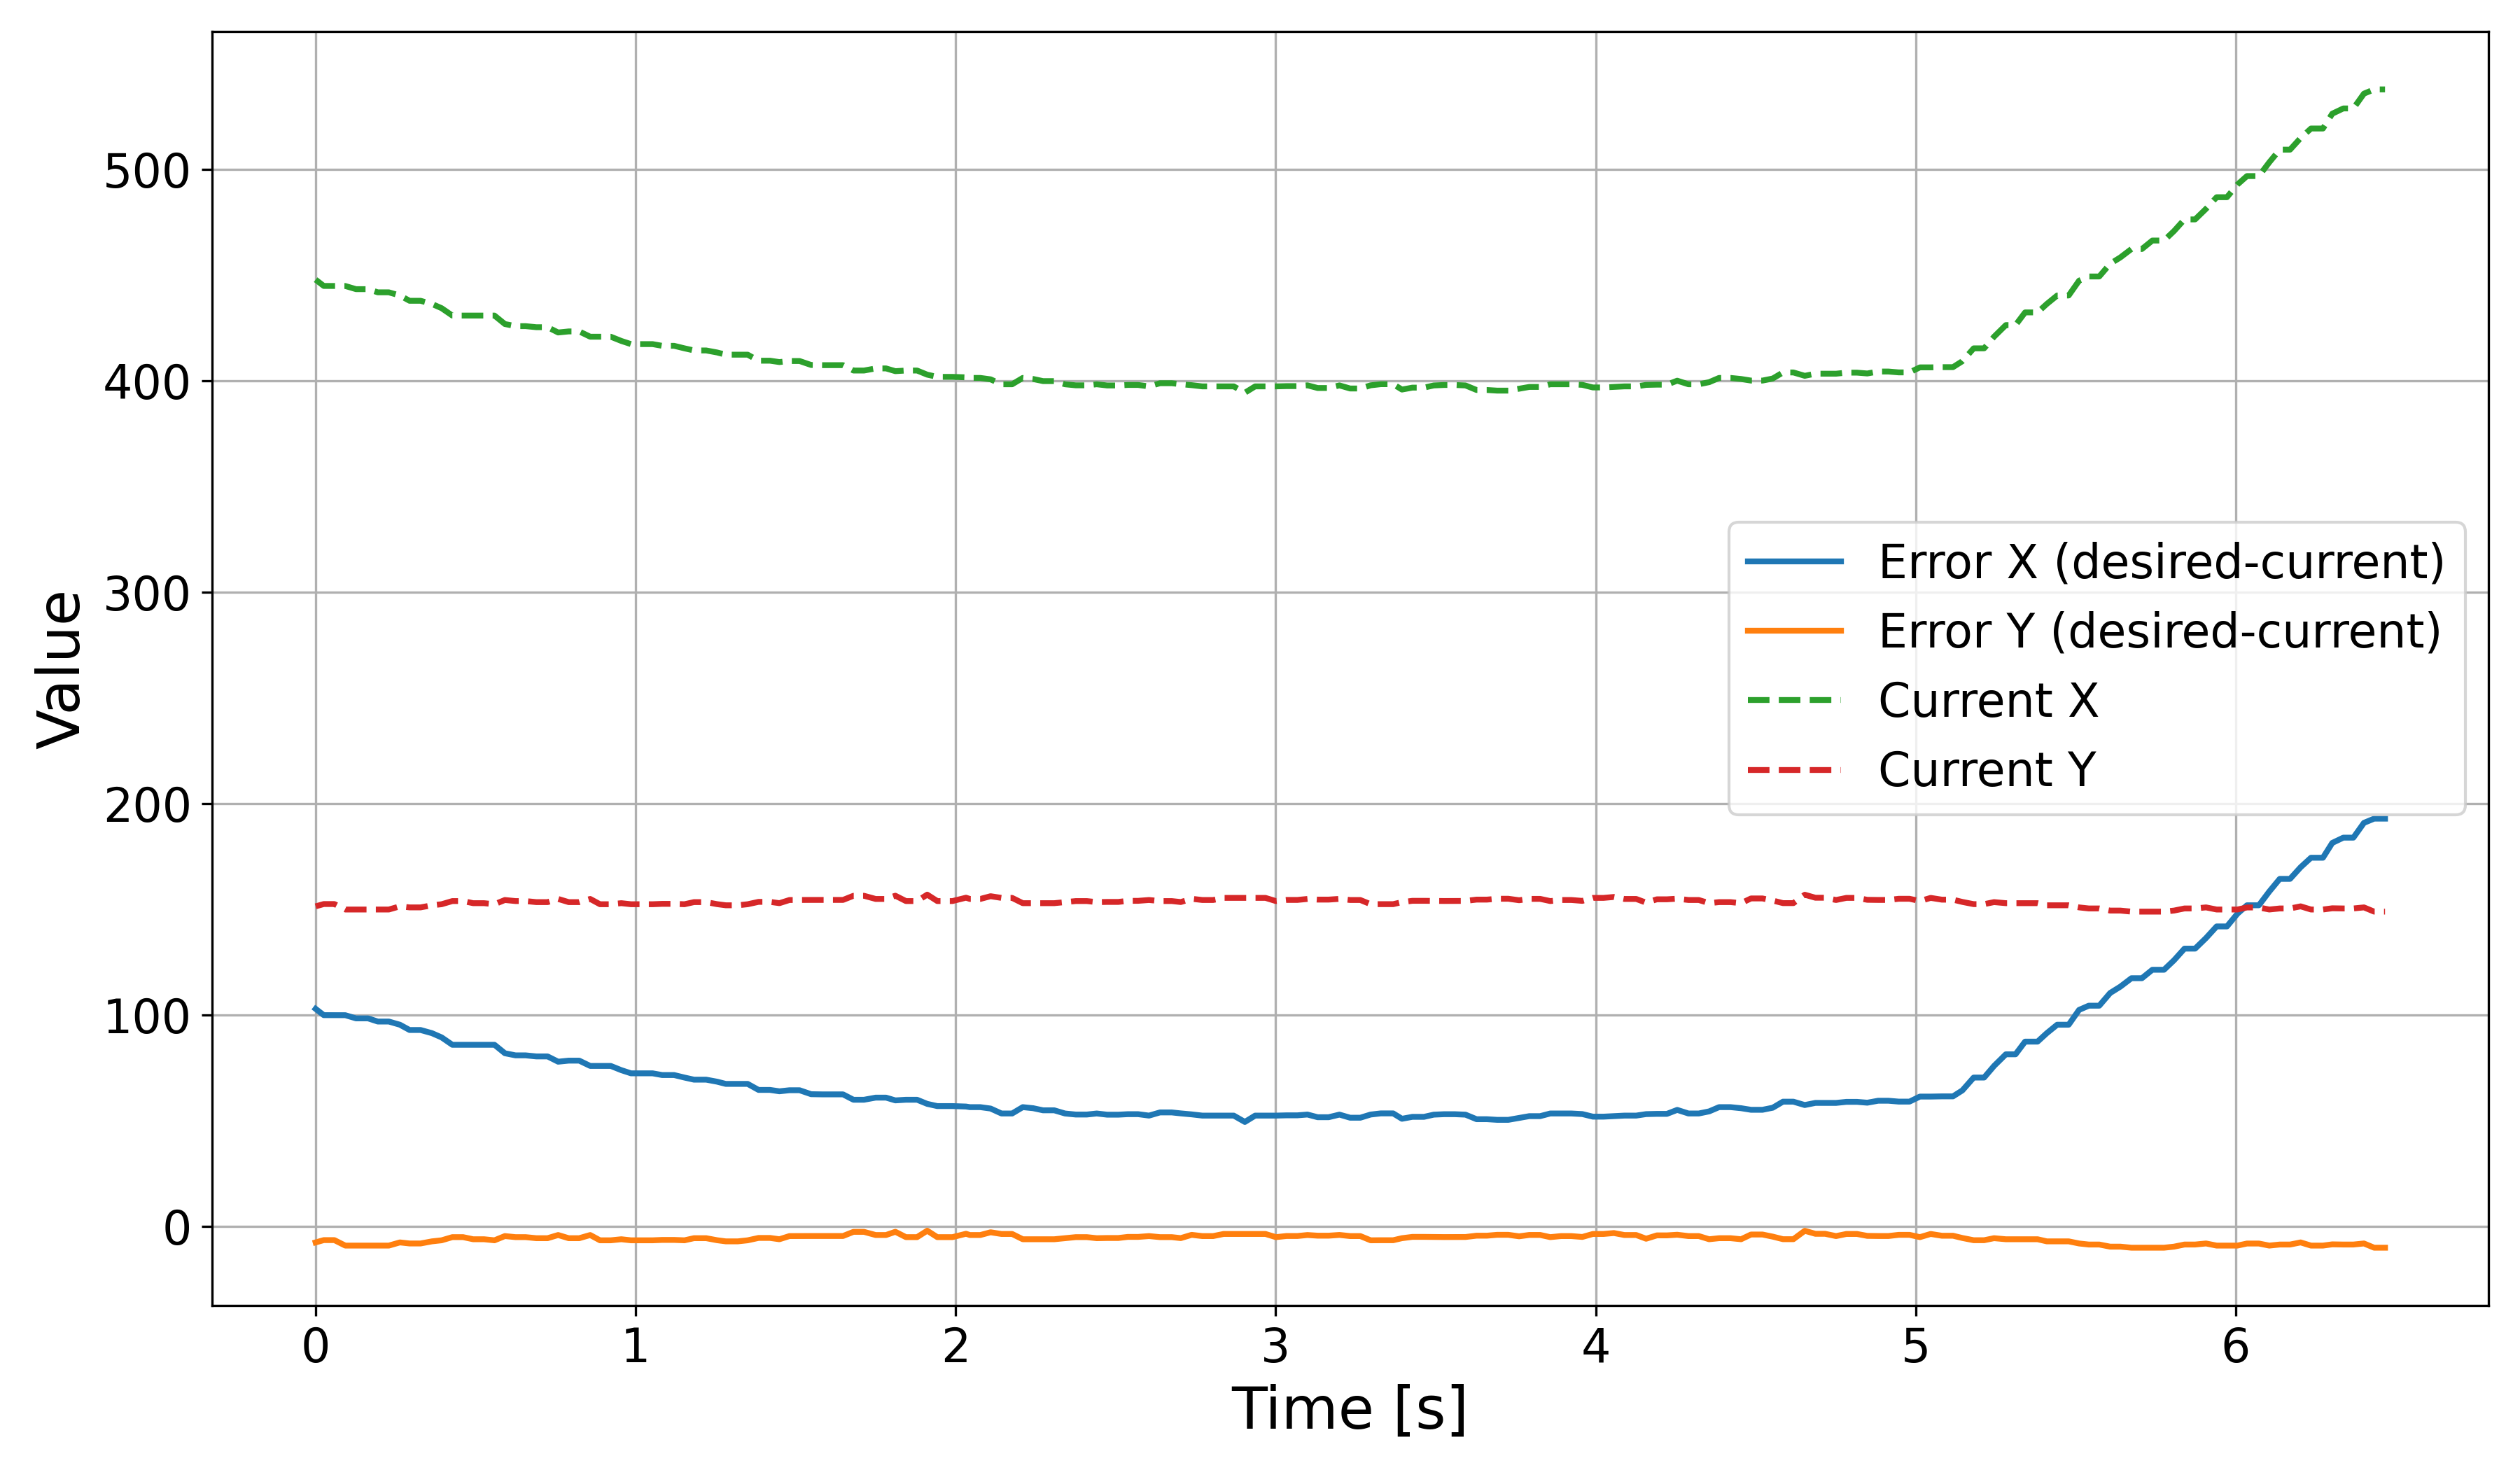 500
400
300
200
100
0
Value
0 1 2 3 4 5 6
Time [s]
Error X (desired-current)
Error Y (desired-current)
Current X
Current Y